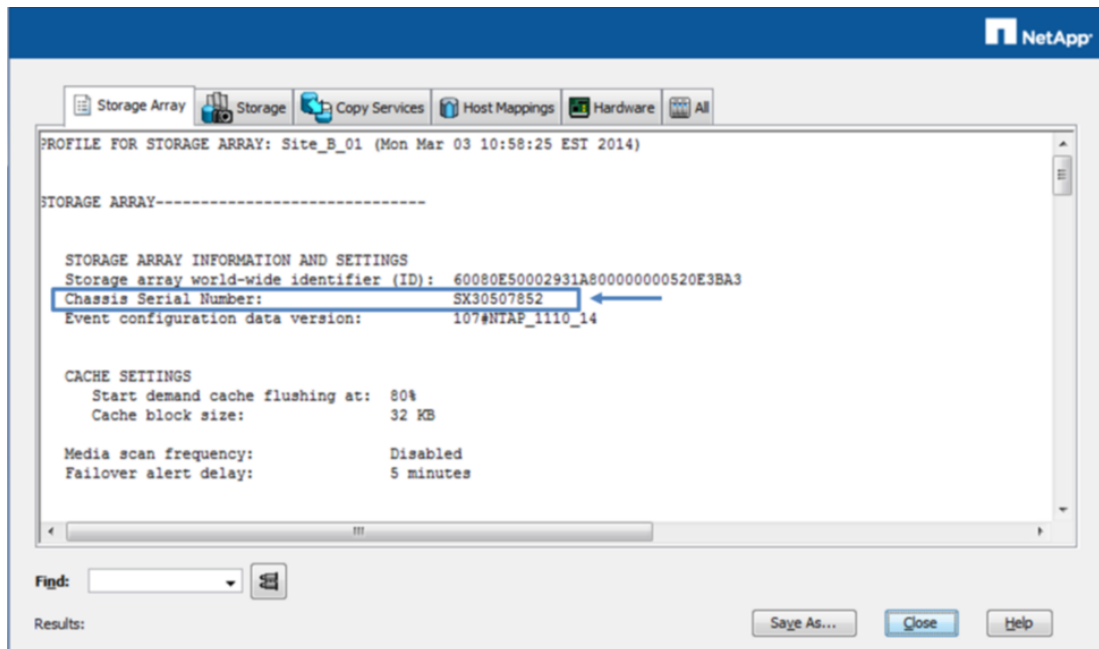 NetApp
Storage Array Storage Copy Services Host Mappings Hardware All
PROFILE FOR STORAGE ARRAY: Site_B_01 (Mon Mar 03 10:58:25 EST 2014)
STORAGE ARRAY------------------------------
STORAGE ARRAY INFORMATION AND SETTINGS
Storage array world-wide identifier (ID): 60080E50002931A800000000520E3BA3
Chassis Serial Number: SX30507852
Event configuration data version: 107#NTAP_1110_14
CACHE SETTINGS
Start demand cache flushing at: 80%
Cache block size: 32 KB
Media scan frequency: Disabled
Failover alert delay: 5 minutes
Find:
Results:
Save As... Close Help